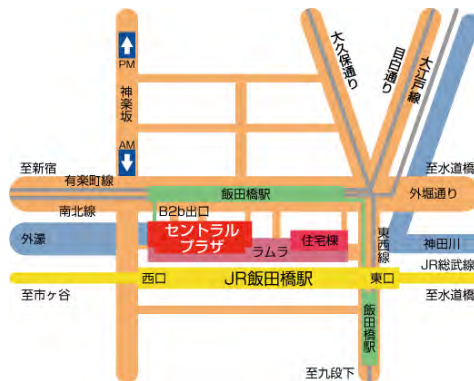 PM
神楽坂
AM
大久保通り
目白通り
大江戸線
至新宿
至水道橋
有楽町線
飯田橋駅
外堀通り
南北線
B2b出口
外濠
セントラル
プラザ
住宅棟
東西線
神田川
ラムラ
JR総武線
西口
JR飯田橋駅
東口
至市ヶ谷
至水道橋
飯田橋駅
至九段下